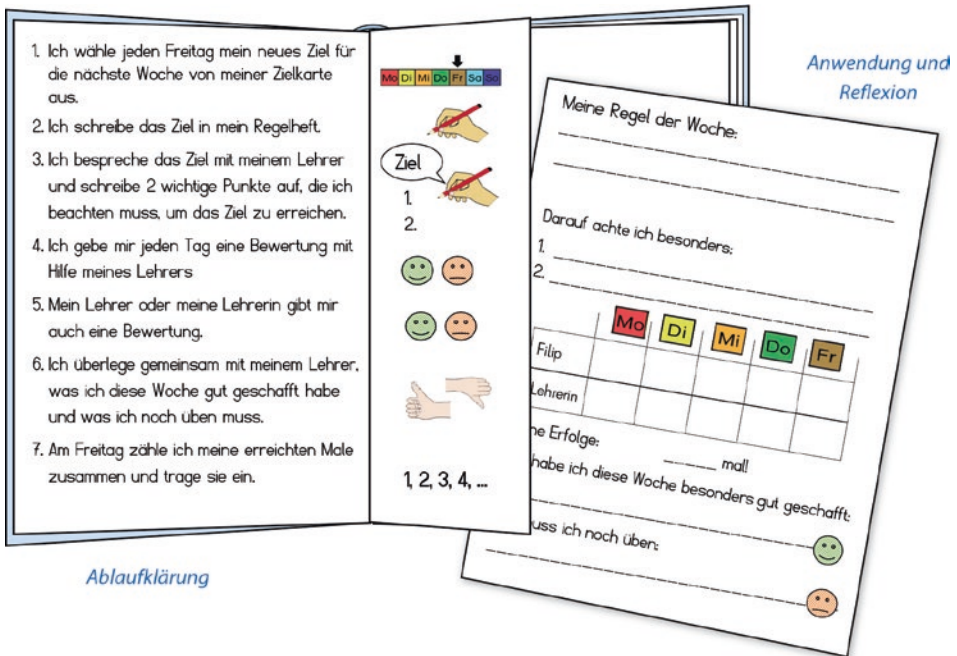 1. Ich wähle jeden Freitag mein neues Ziel für
die nächste Woche von meiner Zielkarte
aus.
2. Ich schreibe das Ziel in mein Regelheft.
3. Ich bespreche das Ziel mit meinem Lehrer
und schreibe 2 wichtige Punkte auf, die ich
beachten muss, um das Ziel zu erreichen.
4. Ich gebe mir jeden Tag eine Bewertung mit
Hilfe meines Lehrers
5. Mein Lehrer oder meine Lehrerin gibt mir
auch eine Bewertung.
6. Ich überlege gemeinsam mit meinem Lehrer,
was ich diese Woche gut geschafft habe
und was ich noch üben muss.
7. Am Freitag zähle ich meine erreichten Male
zusammen und trage sie ein.
Mo Di Mi Do Fr Sa So
Ziel
1.
2.
1, 2, 3, 4, ...
Ablaufklärung
Anwendung und
Reflexion
Meine Regel der Woche:
Darauf achte ich besonders:
1.
2.
Mo Di Mi Do Fr
Filip
Lehrerin
ne Erfolge:
mal!
habe ich diese Woche besonders gut geschafft:
uss ich noch üben: